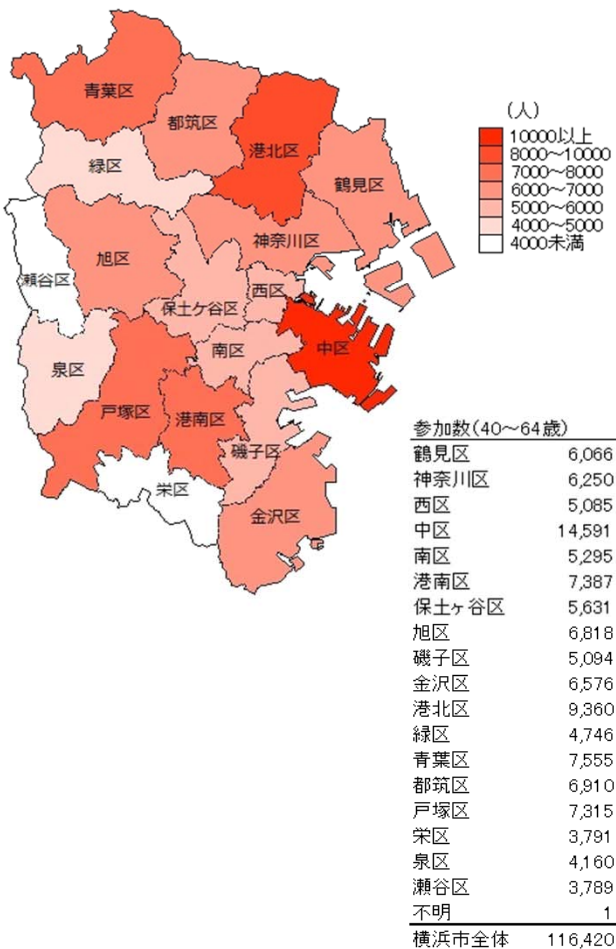 青葉区
都筑区
港北区
緑区
鶴見区
神奈川区
旭区
瀬谷区
保土ケ谷区
西区
中区
南区
泉区
戸塚区
港南区
磯子区
栄区
金沢区
(人)
10000以上
8000～10000
7000～8000
6000～7000
5000～6000
4000～5000
4000未満
参加数(40～64歳)
鶴見区 6,066
神奈川区 6,250
西区 5,085
中区 14,591
南区 5,295
港南区 7,387
保土ヶ谷区 5,631
旭区 6,818
磯子区 5,094
金沢区 6,576
港北区 9,360
緑区 4,746
青葉区 7,555
都筑区 6,910
戸塚区 7,315
栄区 3,791
泉区 4,160
瀬谷区 3,789
不明 1
横浜市全体 116,420